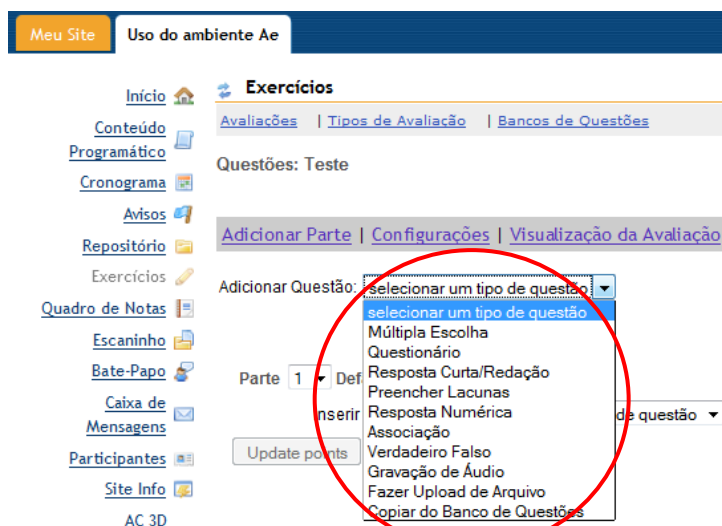 Meu Site
Uso do ambiente Ae
Início
Conteúdo
Programático
Cronograma
Avisos
Repositório
Exercícios
Quadro de Notas
Escaninho
Bate-Papo
Caixa de
Mensagens
Participantes
Site Info
AC 3D
Exercícios
Avaliações | Tipos de Avaliação | Bancos de Questões
Questões: Teste
Adicionar Parte | Configurações | Visualização da Avaliação
Adicionar Questão: selecionar um tipo de questão
selecionar um tipo de questão
Múltipla Escolha
Questionário
Resposta Curta/Redação
Preencher Lacunas
Resposta Numérica
Associação
Verdadeiro Falso
Gravação de Áudio
Fazer Upload de Arquivo
Copiar do Banco de Questões
Parte 1 Def
nserir de questão
Update points